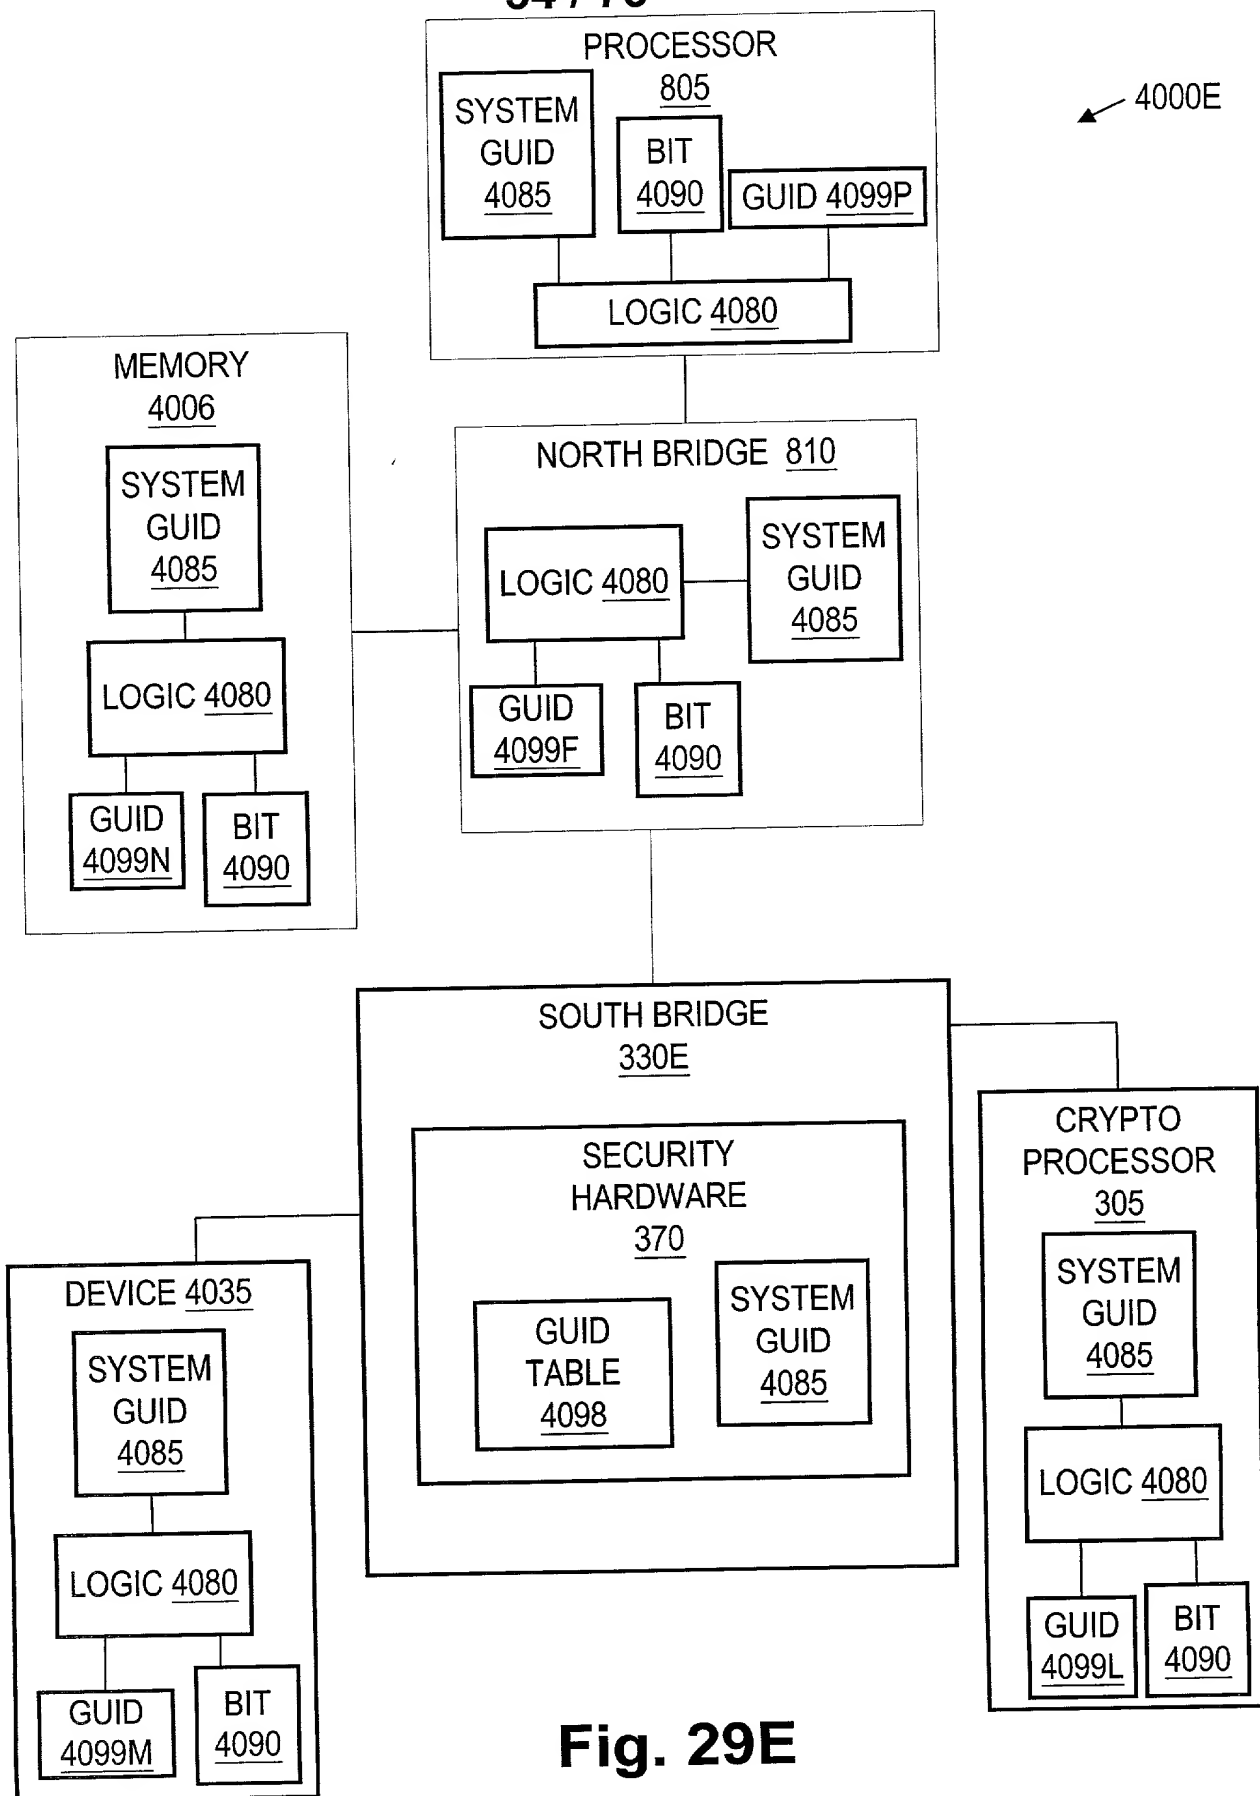 PROCESSOR
805
4000E
SYSTEM
GUID
4085
BIT
4090
GUID 4099P
LOGIC 4080
MEMORY
4006
SYSTEM
GUID
4085
LOGIC 4080
GUID
4099N
BIT
4090
NORTH BRIDGE 810
LOGIC 4080
SYSTEM
GUID
4085
GUID
4099F
BIT
4090
SOUTH BRIDGE
330E
SECURITY
HARDWARE
370
GUID
TABLE
4098
SYSTEM
GUID
4085
CRYPTO
PROCESSOR
305
SYSTEM
GUID
4085
LOGIC 4080
GUID
4099L
BIT
4090
DEVICE 4035
SYSTEM
GUID
4085
LOGIC 4080
GUID
4099M
BIT
4090
Fig. 29E